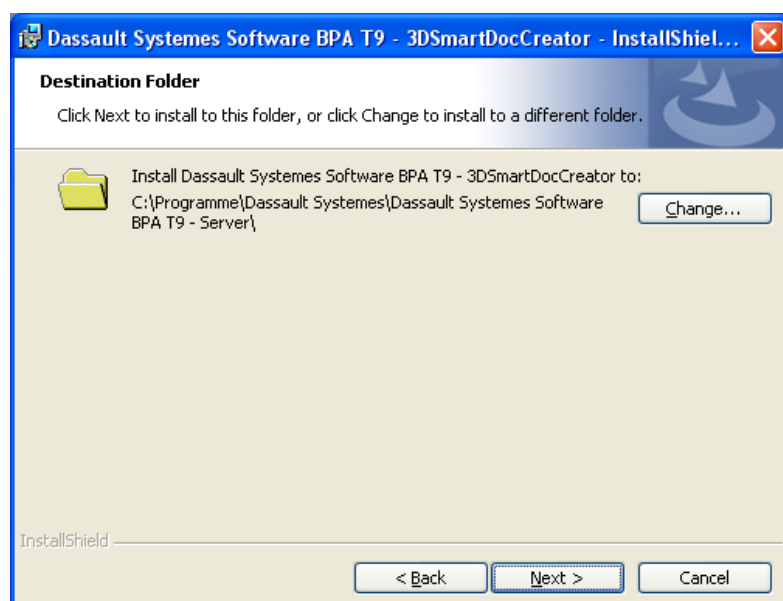 Dassault Systemes Software BPA T9 - 3DSmartDocCreator - InstallShiel...
Destination Folder
Click Next to install to this folder, or click Change to install to a different folder.
Install Dassault Systemes Software BPA T9 - 3DSmartDocCreator to:
C:\Programme\Dassault Systemes\Dassault Systemes Software
BPA T9 - Server\
Change...
InstallShield
< Back
Next >
Cancel